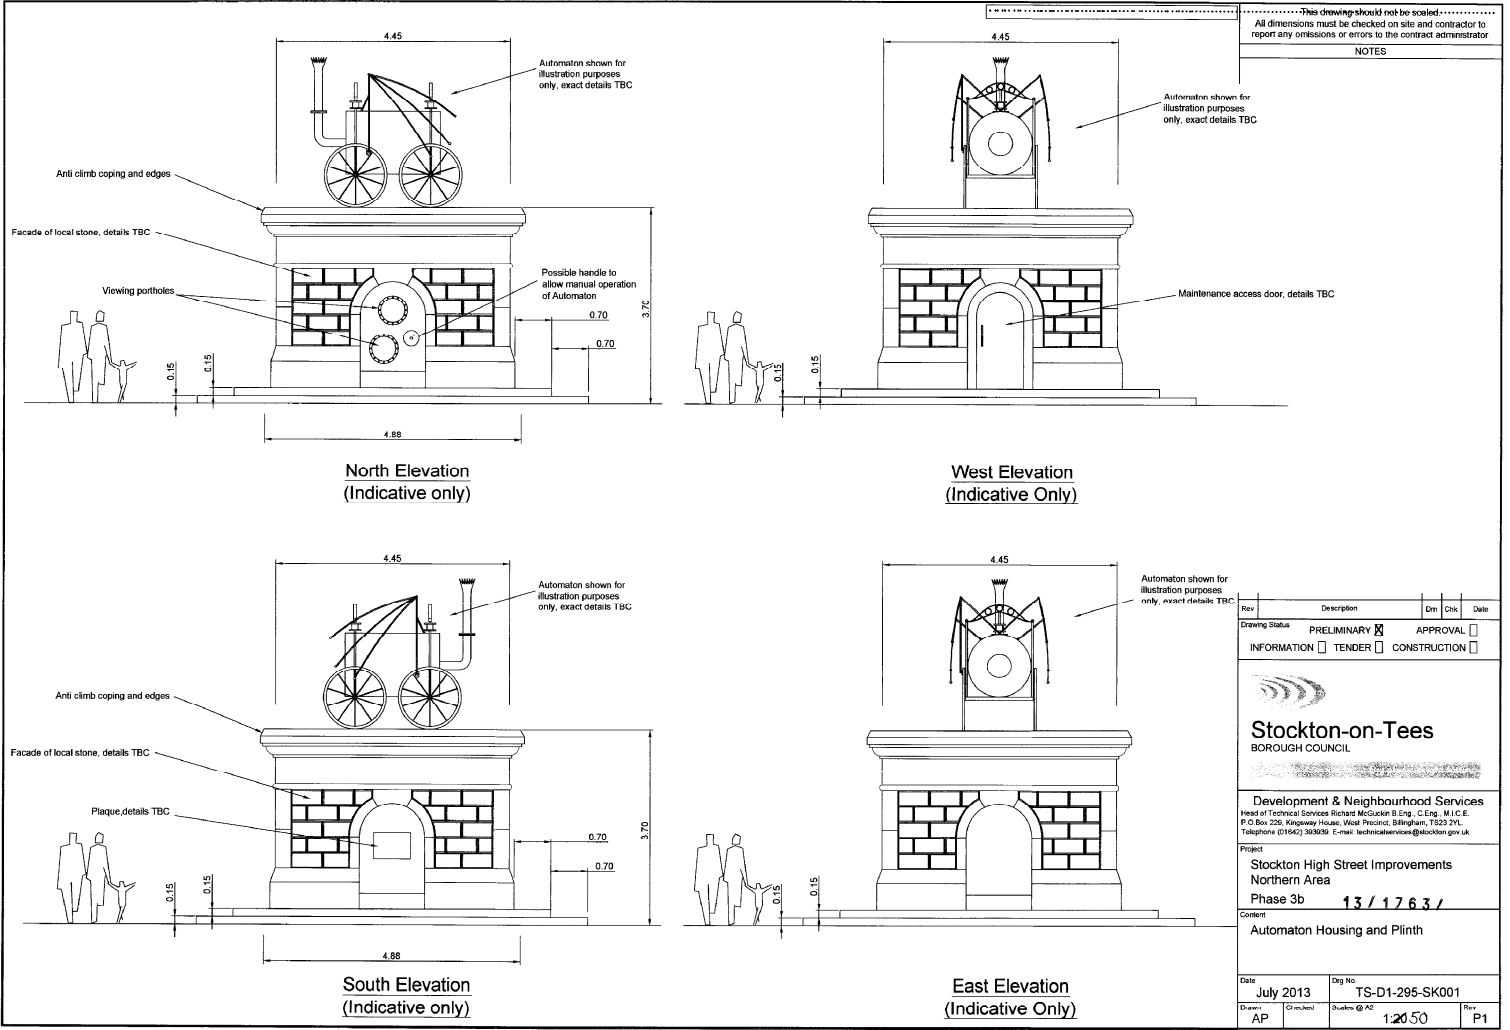 This drawing should not be scaled.
All dimensions must be checked on site and contractor to
report any omissions or errors to the contract administrator
NOTES
4.45
Automaton shown for
illustration purposes
only, exact details TBC
Anti climb coping and edges
Facade of local stone, details TBC
Viewing portholes
Possible handle to
allow manual operation
of Automaton
3.70
0.70
0.70
0.15
0.15
4.88
North Elevation
(Indicative only)
4.45
Automaton shown for
illustration purposes
only, exact details TBC
Maintenance access door, details TBC
0.15
0.15
West Elevation
(Indicative Only)
4.45
Automaton shown for
illustration purposes
only, exact details TBC
Anti climb coping and edges
Facade of local stone, details TBC
Plaque,details TBC
3.70
0.70
0.70
0.15
0.15
4.88
South Elevation
(Indicative only)
4.45
Automaton shown for
illustration purposes
only, exact details TBC
0.15
0.15
East Elevation
(Indicative Only)
Rev Description Drn Chk Date
Drawing Status
PRELIMINARY X APPROVAL
INFORMATION TENDER CONSTRUCTION
Stockton-on-Tees
BOROUGH COUNCIL
Development & Neighbourhood Services
Head of Technical Services Richard McGuckin B.Eng., C.Eng., M.I.C.E.
P.O.Box 229, Kingsway House, West Precinct, Billingham, TS23 2YL.
Telephone (01642) 393939. E-mail: technicalservices@stockton.gov.uk
Project
Stockton High Street Improvements
Northern Area
Phase 3b 13/1763/
Content
Automaton Housing and Plinth
Date Drg No.
July 2013 TS-D1-295-SK001
Drawn Checked Scales @ A2 Rev
AP 1:50 P1